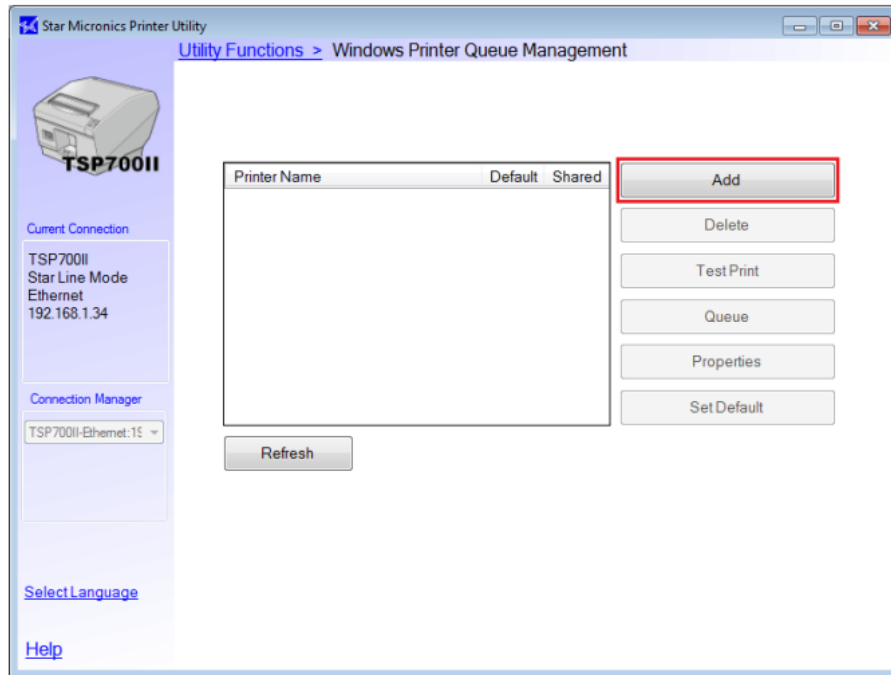 Star Micronics Printer Utility
Utility Functions > Windows Printer Queue Management
TSP700II
Current Connection
TSP700II
Star Line Mode
Ethernet
192.168.1.34
Connection Manager
TSP700II-Ethernet:19
Select Language
Help
Printer Name Default Shared
Refresh
Add
Delete
Test Print
Queue
Properties
Set Default